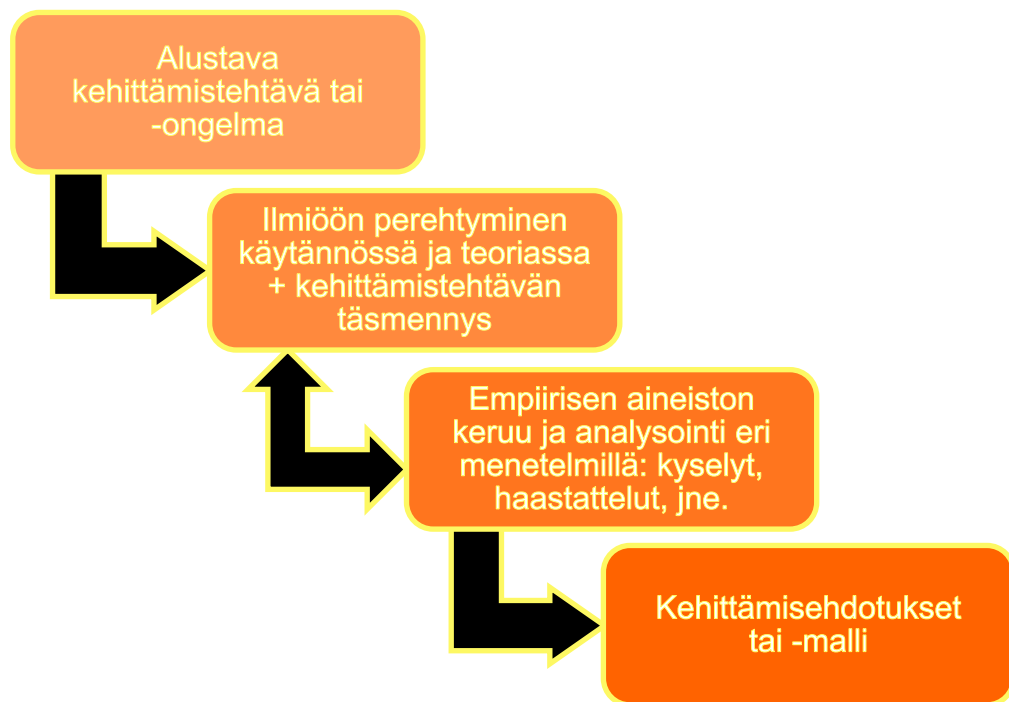 Alustava
kehittämistehtävä tai
-ongelma
Ilmiöön perehtyminen
käytännössä ja teoriassa
+ kehittämistehtävän
täsmennys
Empiirisen aineiston
keruu ja analysointi eri
menetelmillä: kyselyt,
haastattelut, jne.
Kehittämisehdotukset
tai -malli